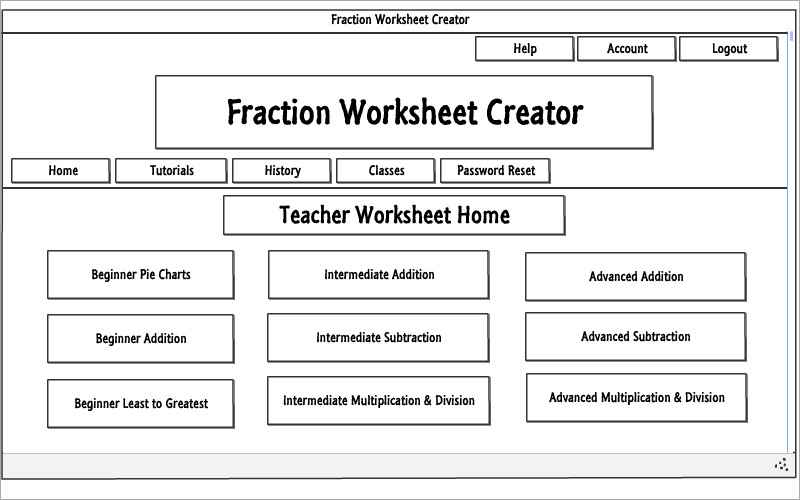 Fraction Worksheet Creator
Help Account Logout
Fraction Worksheet Creator
Home Tutorials History Classes Password Reset
Teacher Worksheet Home
Beginner Pie Charts Intermediate Addition Advanced Addition
Beginner Addition Intermediate Subtraction Advanced Subtraction
Beginner Least to Greatest Intermediate Multiplication & Division Advanced Multiplication & Division